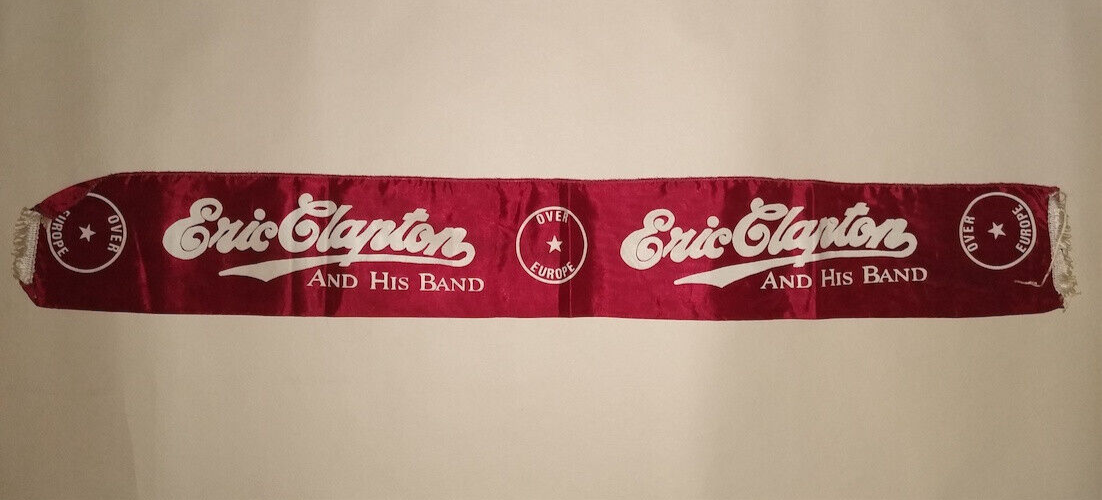 OVER
EUROPE
Eric Clapton
AND HIS BAND
OVER
EUROPE
Eric Clapton
AND HIS BAND
OVER
EUROPE